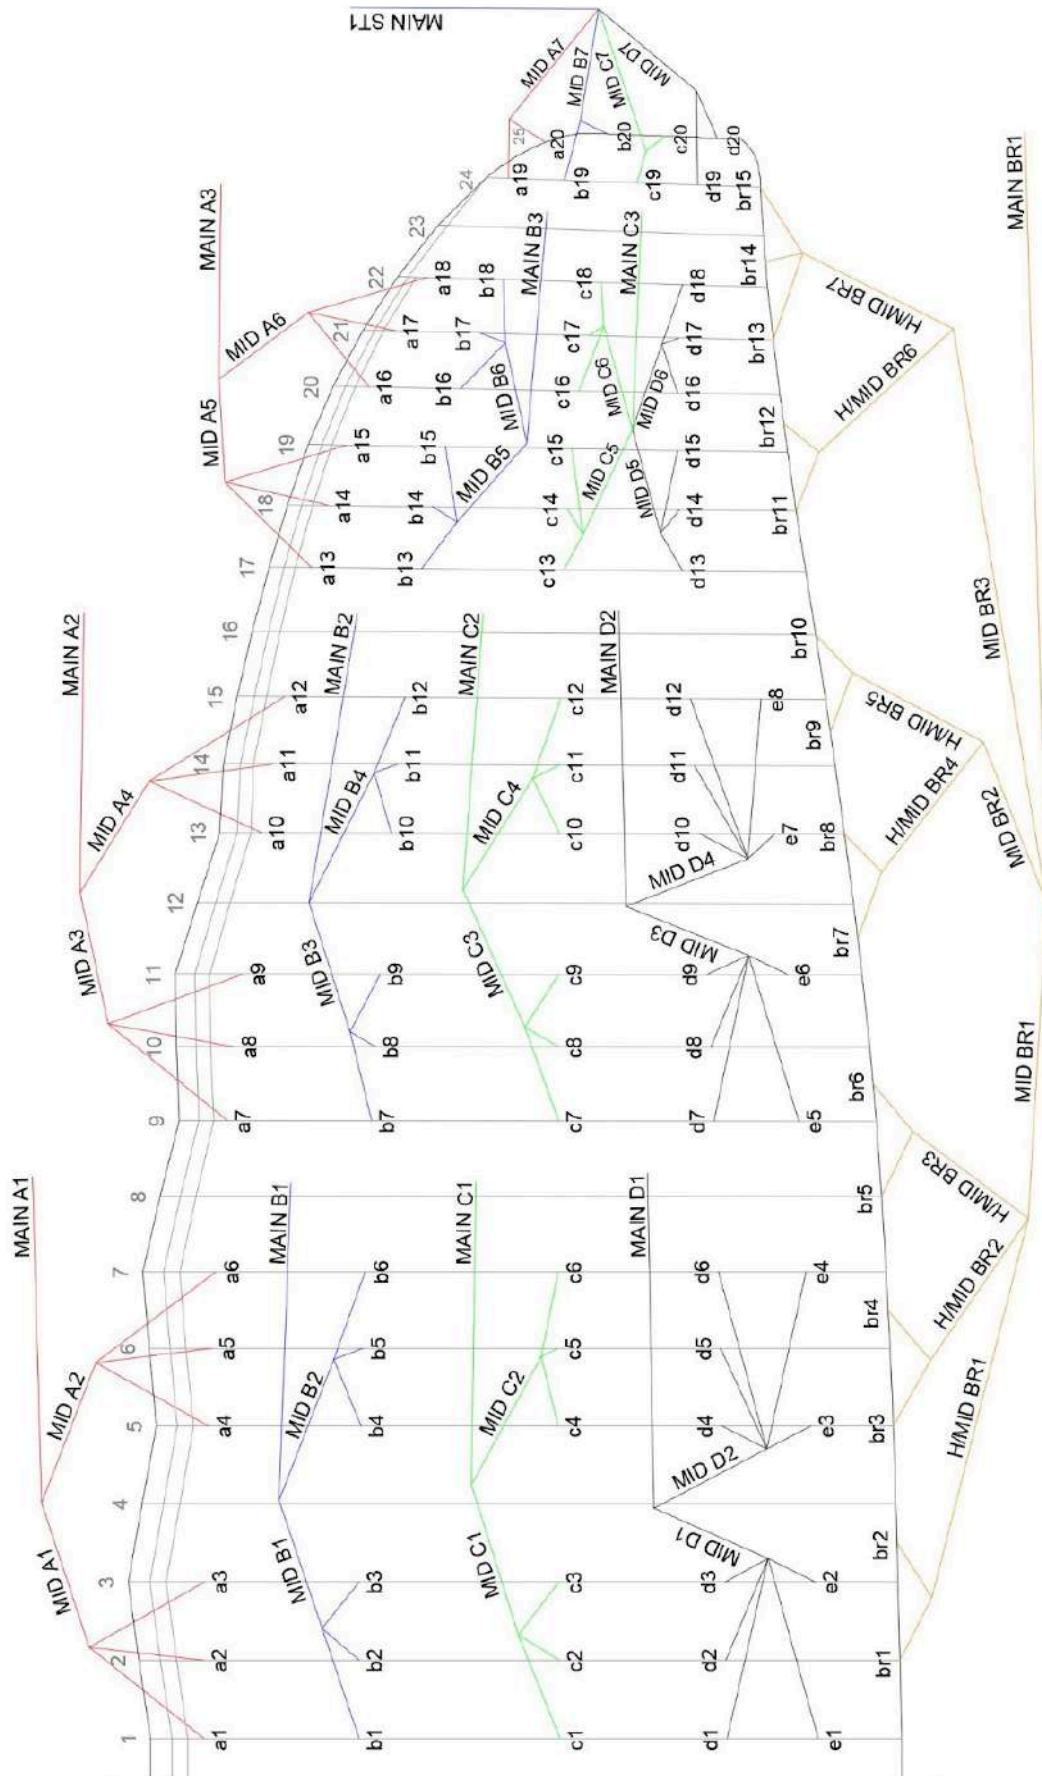 MAIN A1
MAIN A2
MAIN A3
MAIN ST1
MID A1
MID A2
MID A3
MID A4
MID A5
MID A6
MID A7
1
2
3
4
5
6
7
8
9
10
11
12
13
14
15
16
17
18
19
20
21
22
23
24
25
a1
a2
a3
a4
a5
a6
a7
a8
a9
a10
a11
a12
a13
a14
a15
a16
a17
a18
a19
a20
MAIN B1
MAIN B2
MAIN B3
MID B1
MID B2
MID B3
MID B4
MID B5
MID B6
MID B7
b1
b2
b3
b4
b5
b6
b7
b8
b9
b10
b11
b12
b13
b14
b15
b16
b17
b18
b19
b20
MAIN C1
MAIN C2
MAIN C3
MID C1
MID C2
MID C3
MID C4
MID C5
MID C6
MID C7
c1
c2
c3
c4
c5
c6
c7
c8
c9
c10
c11
c12
c13
c14
c15
c16
c17
c18
c19
c20
MAIN D1
MAIN D2
MID D1
MID D2
MID D3
MID D4
MID D5
MID D6
MID D7
d1
d2
d3
d4
d5
d6
d7
d8
d9
d10
d11
d12
d13
d14
d15
d16
d17
d18
d19
d20
e1
e2
e3
e4
e5
e6
e7
e8
br1
br2
br3
br4
br5
br6
br7
br8
br9
br10
br11
br12
br13
br14
br15
H/MID BR1
H/MID BR2
H/MID BR3
H/MID BR4
H/MID BR5
H/MID BR6
H/MID BR7
MID BR1
MID BR2
MID BR3
MAIN BR1